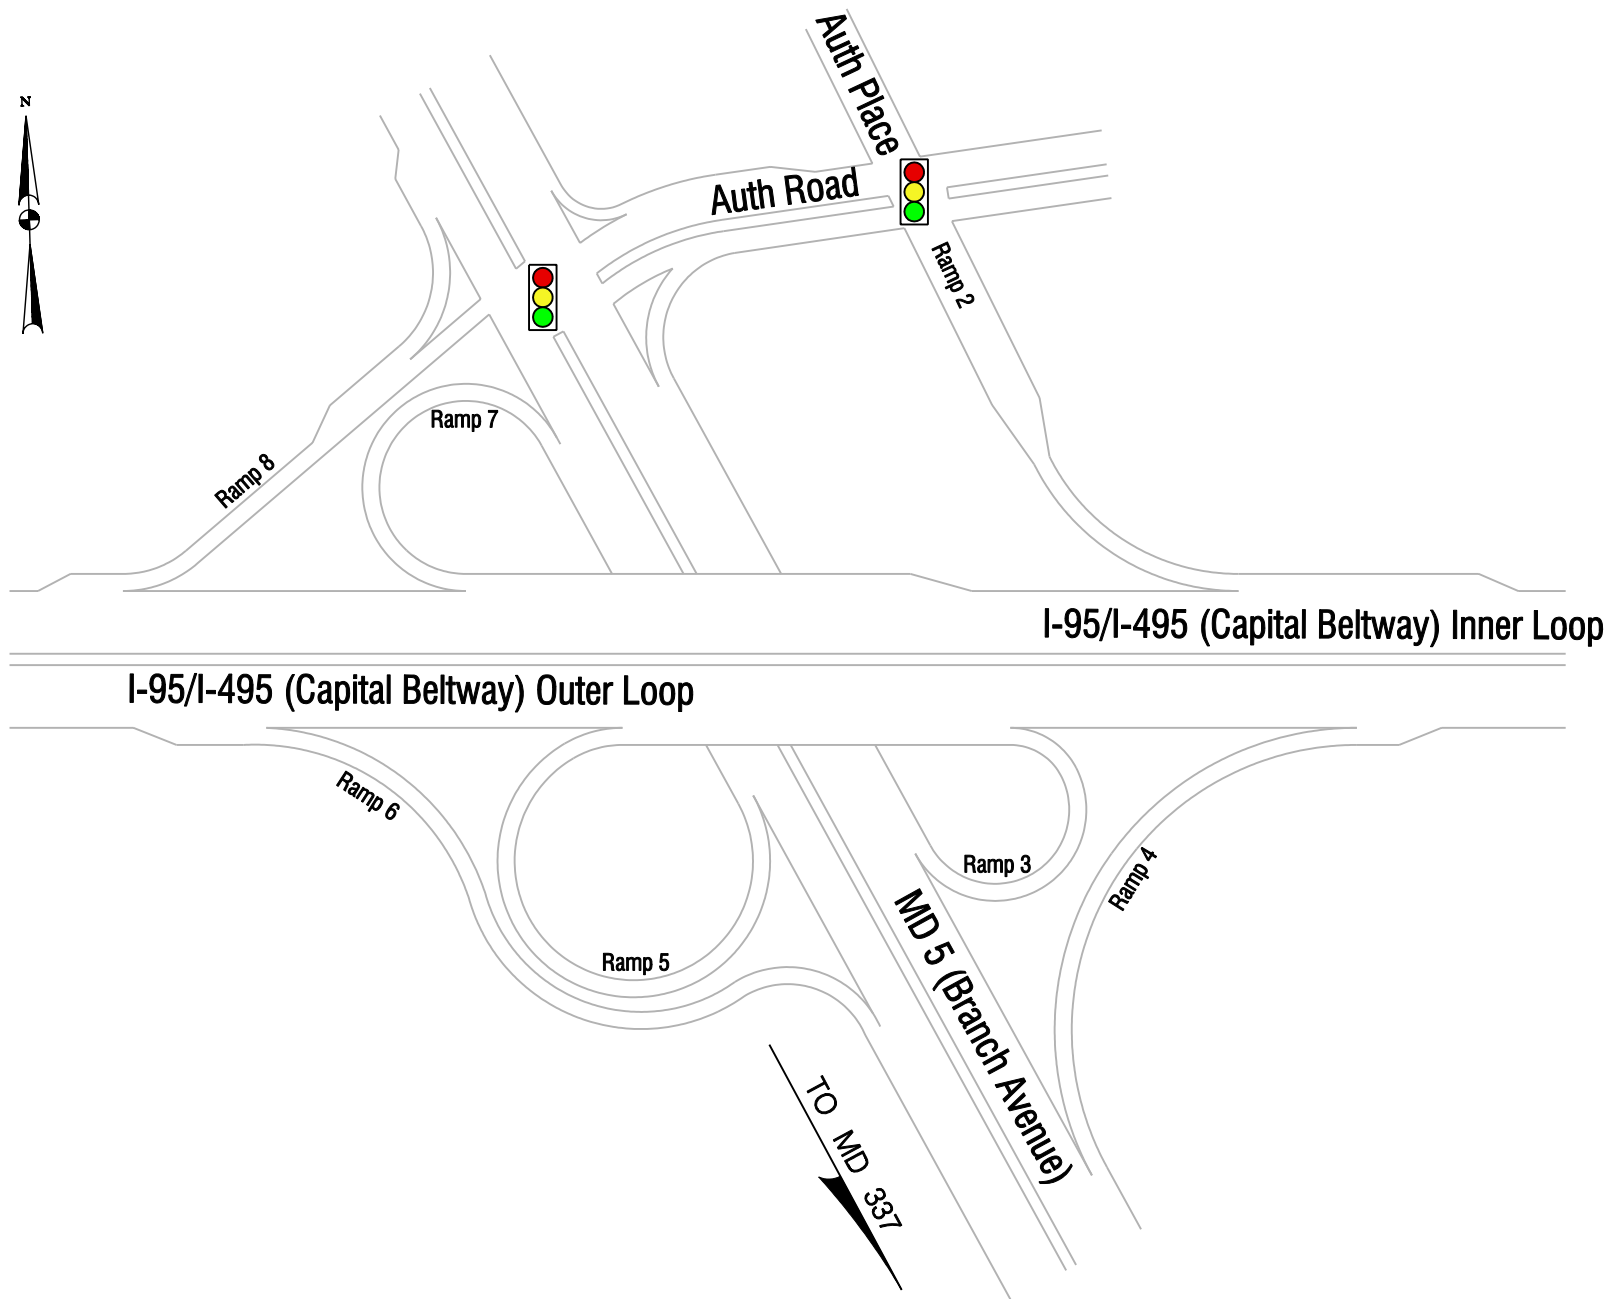 Auth Place
N
Auth Road
Ramp 2
Ramp 7
Ramp 8
I-95/I-495 (Capital Beltway) Inner Loop
I-95/I-495 (Capital Beltway) Outer Loop
Ramp 6
Ramp 3
Ramp 4
Ramp 5
MD 5 (Branch Avenue)
TO MD 337